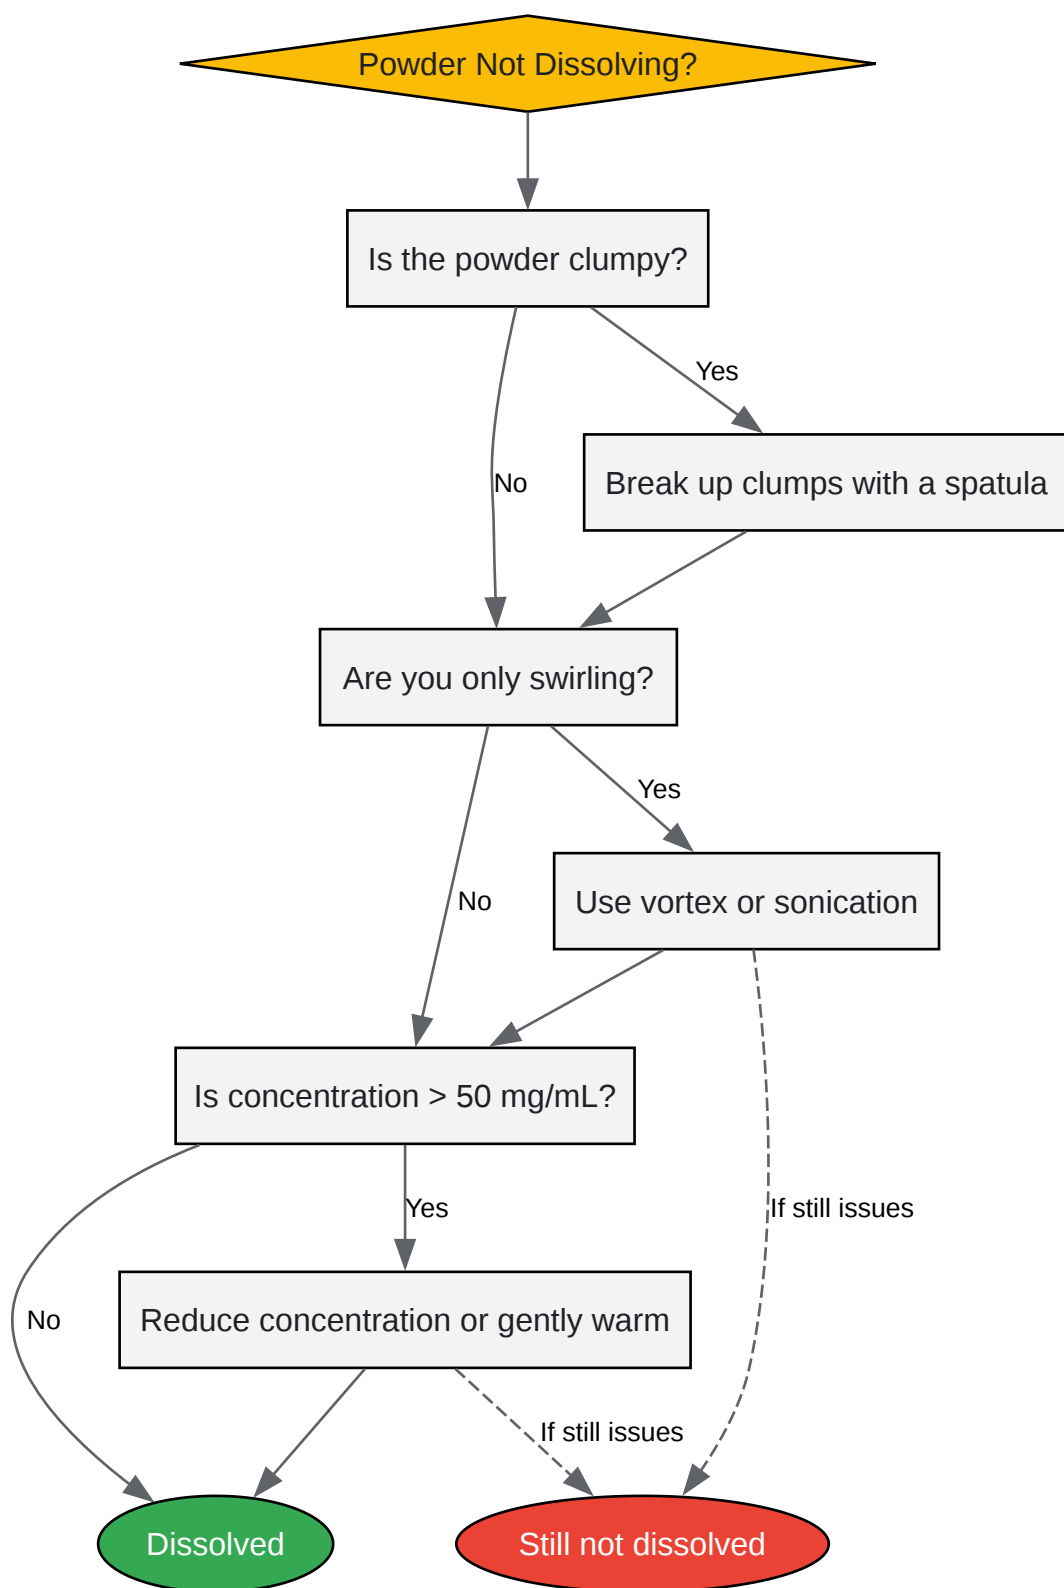 Powder Not Dissolving?
Is the powder clumpy?
Yes
No
Break up clumps with a spatula
Are you only swirling?
Yes
No
Use vortex or sonication
Is concentration > 50 mg/mL?
Yes
If still issues
No
Reduce concentration or gently warm
If still issues
Dissolved
Still not dissolved